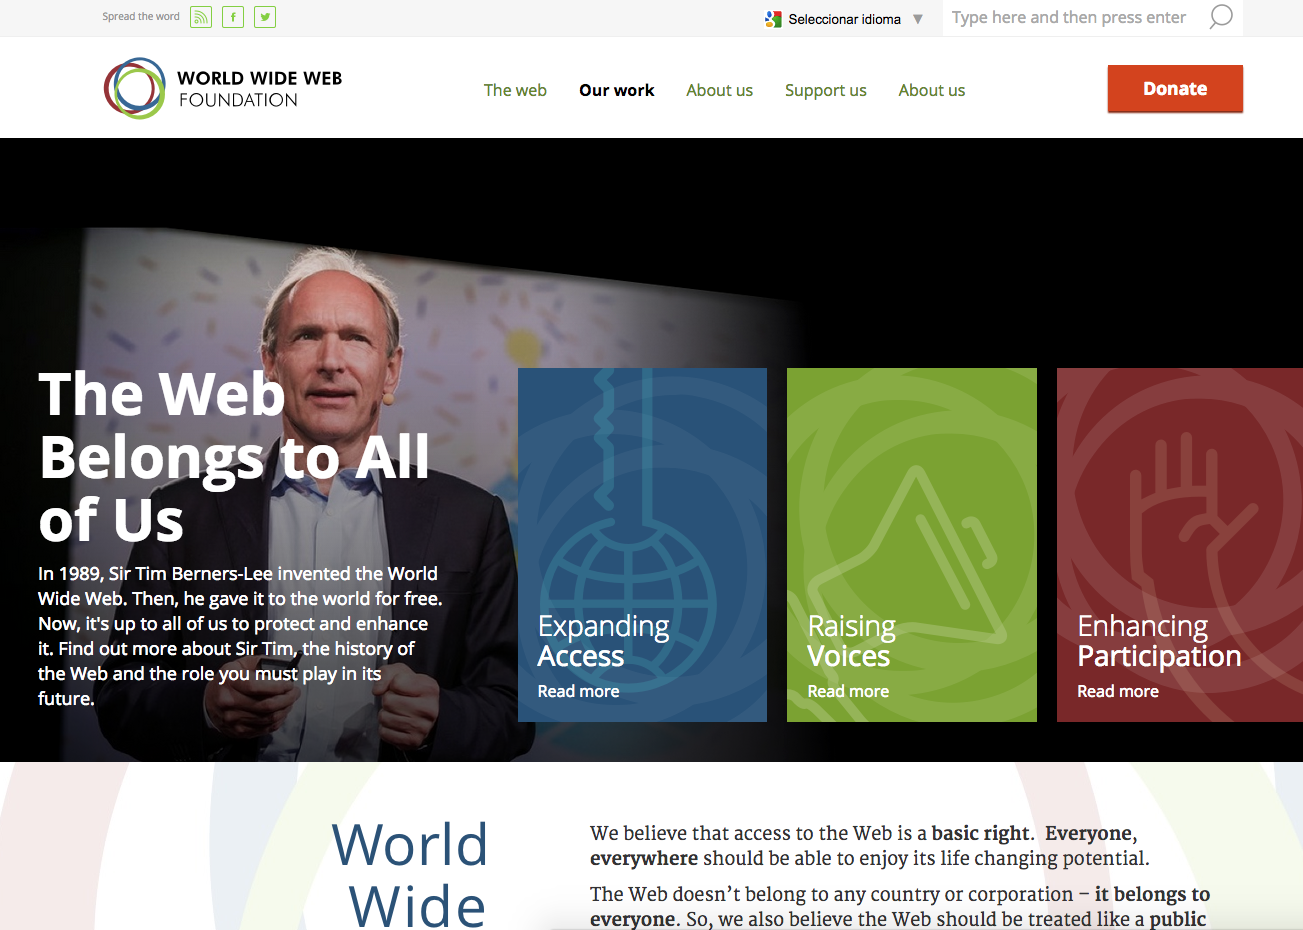 Spread the word
Seleccionar idioma ▼
Type here and then press enter
WORLD WIDE WEB
FOUNDATION
The web
Our work
About us
Support us
About us
Donate
The Web
Belongs to All
of Us
In 1989, Sir Tim Berners-Lee invented the World
Wide Web. Then, he gave it to the world for free.
Now, it's up to all of us to protect and enhance
it. Find out more about Sir Tim, the history of
the Web and the role you must play in its
future.
Expanding
Access
Read more
Raising
Voices
Read more
Enhancing
Participation
Read more
World
Wide
We believe that access to the Web is a basic right. Everyone,
everywhere should be able to enjoy its life changing potential.
The Web doesn’t belong to any country or corporation – it belongs to
everyone. So, we also believe the Web should be treated like a public